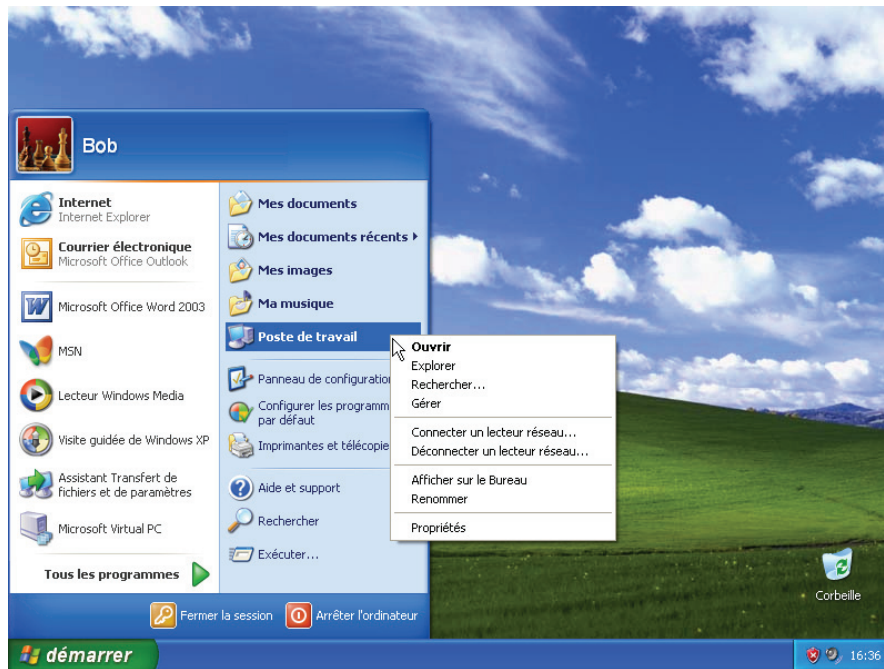 Bob
Internet
Internet Explorer
Courrier électronique
Microsoft Office Outlook
Microsoft Office Word 2003
MSN
Lecteur Windows Media
Visite guidée de Windows XP
Assistant Transfert de
fichiers et de paramètres
Microsoft Virtual PC
Tous les programmes
Mes documents
Mes documents récents
Mes images
Ma musique
Poste de travail
Panneau de configuration
Configurer les programm
par défaut
Imprimantes et télécopie
Aide et support
Rechercher
Exécuter...
Ouvrir
Explorer
Rechercher...
Gérer
Connecter un lecteur réseau...
Déconnecter un lecteur réseau...
Afficher sur le Bureau
Renommer
Propriétés
Fermer la session
Arrêter l'ordinateur
Corbeille
démarrer
16:36